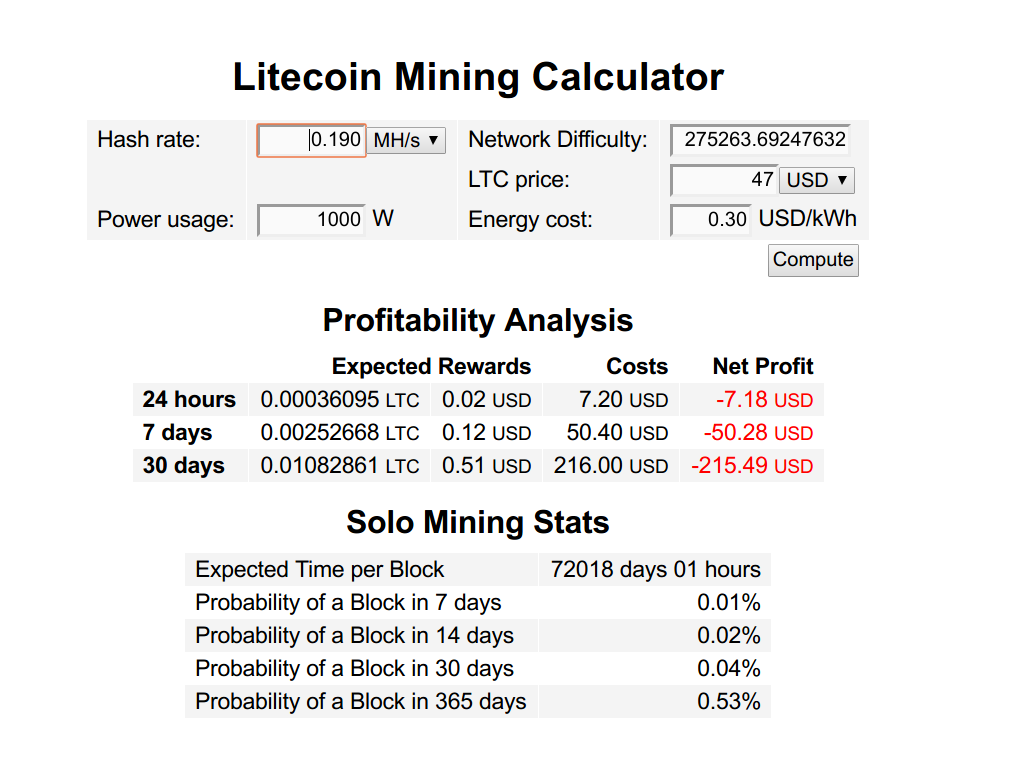 Litecoin Mining Calculator
Hash rate: 0.190 MH/s ▼ Network Difficulty: 275263.69247632
LTC price: 47 USD ▼
Power usage: 1000 W Energy cost: 0.30 USD/kWh
Compute
Profitability Analysis
Expected Rewards Costs Net Profit
24 hours 0.00036095 LTC 0.02 USD 7.20 USD -7.18 USD
7 days 0.00252668 LTC 0.12 USD 50.40 USD -50.28 USD
30 days 0.01082861 LTC 0.51 USD 216.00 USD -215.49 USD
Solo Mining Stats
Expected Time per Block 72018 days 01 hours
Probability of a Block in 7 days 0.01%
Probability of a Block in 14 days 0.02%
Probability of a Block in 30 days 0.04%
Probability of a Block in 365 days 0.53%